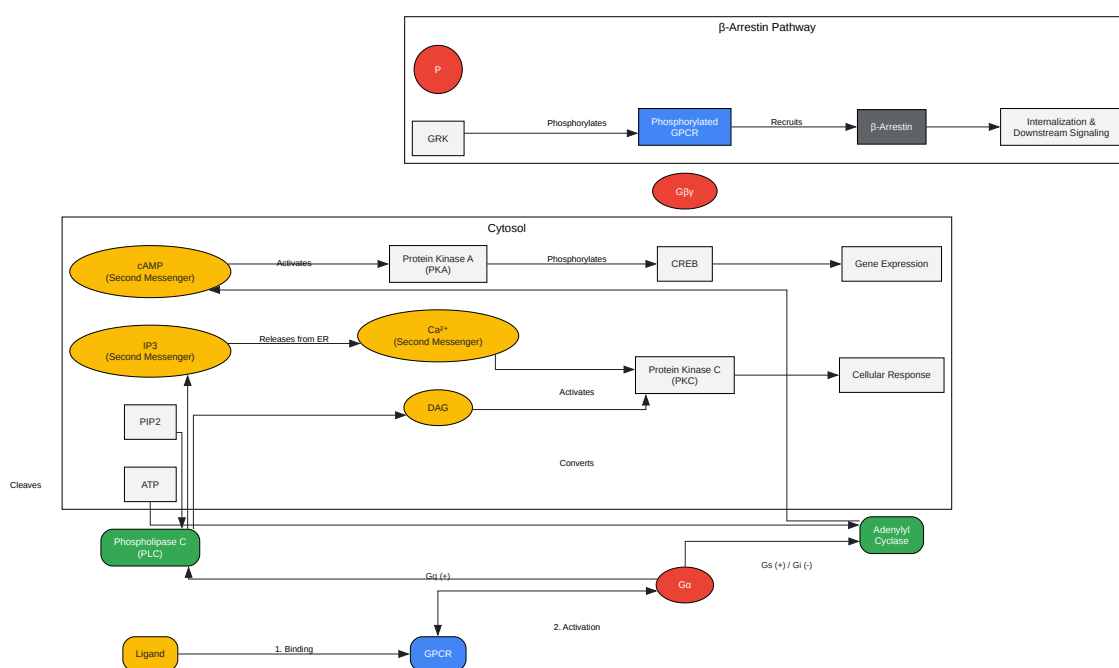 β-Arrestin Pathway
P
GRK
Phosphorylates
Phosphorylated
GPCR
Recruits
β-Arrestin
Internalization &
Downstream Signaling
Gβγ
Cytosol
cAMP
(Second Messenger)
Activates
Protein Kinase A
(PKA)
Phosphorylates
CREB
Gene Expression
IP3
(Second Messenger)
Releases from ER
Ca²⁺
(Second Messenger)
Protein Kinase C
(PKC)
Cellular Response
Activates
DAG
PIP2
Converts
ATP
Cleaves
Phospholipase C
(PLC)
Adenylyl
Cyclase
Gs (+) / Gi (-)
Gq (+)
Gα
2. Activation
Ligand
1. Binding
GPCR